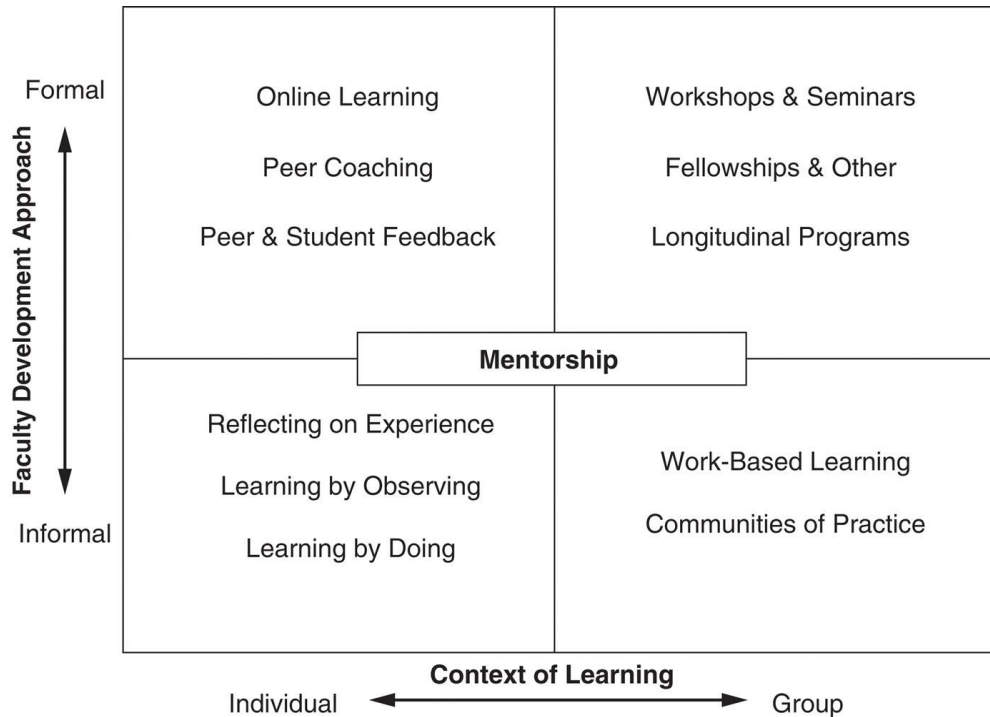 Formal
Faculty Development Approach
Informal
Online Learning
Peer Coaching
Peer & Student Feedback
Workshops & Seminars
Fellowships & Other
Longitudinal Programs
Mentorship
Reflecting on Experience
Learning by Observing
Learning by Doing
Work-Based Learning
Communities of Practice
Context of Learning
Individual
Group